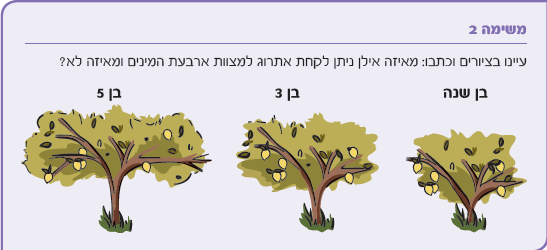 משימה 2
עיינו בציורים וכתבו: מאיזה אילן ניתן לקחת אתרוג למצוות ארבעת המינים ומאיזה לא?
בן שנה
בן 3
בן 5